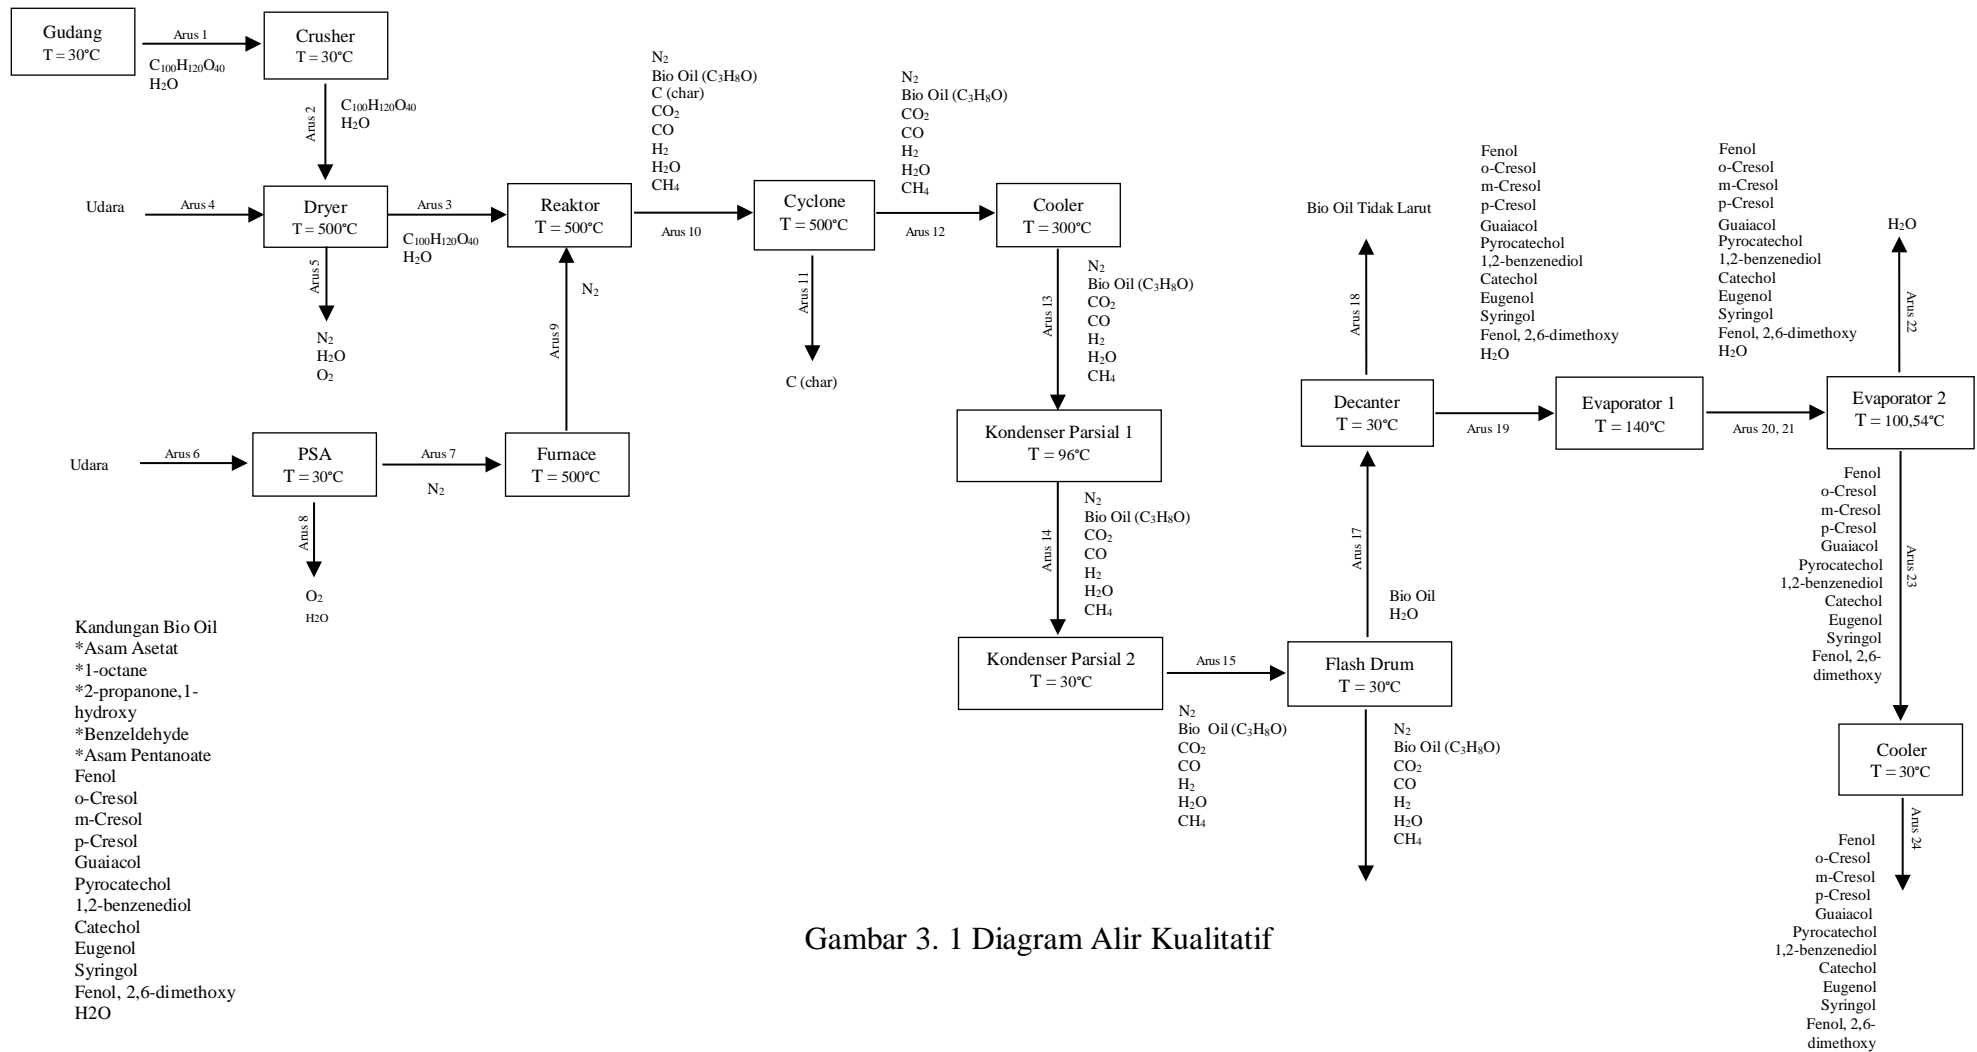 Gudang
T = 30°C
Arus 1
C₁₀₀H₁₂₀O₄₀
H₂O
Crusher
T = 30°C
Arus 2
C₁₀₀H₁₂₀O₄₀
H₂O
Udara
Arus 4
Dryer
T = 500°C
Arus 3
C₁₀₀H₁₂₀O₄₀
H₂O
Arus 5
N₂
H₂O
O₂
Udara
Arus 6
PSA
T = 30°C
Arus 7
N₂
Arus 8
O₂
H2O
Furnace
T = 500°C
Arus 9
N₂
Reaktor
T = 500°C
N₂
Bio Oil (C₃H₈O)
C (char)
CO₂
CO
H₂
H₂O
CH₄
Arus 10
Cyclone
T = 500°C
Arus 11
C (char)
N₂
Bio Oil (C₃H₈O)
CO₂
CO
H₂
H₂O
CH₄
Arus 12
Cooler
T = 300°C
Arus 13
N₂
Bio Oil (C₃H₈O)
CO₂
CO
H₂
H₂O
CH₄
Kondenser Parsial 1
T = 96°C
Arus 14
N₂
Bio Oil (C₃H₈O)
CO₂
CO
H₂
H₂O
CH₄
Kondenser Parsial 2
T = 30°C
Arus 15
N₂
Bio Oil (C₃H₈O)
CO₂
CO
H₂
H₂O
CH₄
Flash Drum
T = 30°C
N₂
Bio Oil (C₃H₈O)
CO₂
CO
H₂
H₂O
CH₄
Arus 17
Bio Oil
H₂O
Decanter
T = 30°C
Arus 18
Bio Oil Tidak Larut
Fenol
o-Cresol
m-Cresol
p-Cresol
Guaiacol
Pyrocatechol
1,2-benzenediol
Catechol
Eugenol
Syringol
Fenol, 2,6-dimethoxy
H₂O
Arus 19
Evaporator 1
T = 140°C
Fenol
o-Cresol
m-Cresol
p-Cresol
Guaiacol
Pyrocatechol
1,2-benzenediol
Catechol
Eugenol
Syringol
Fenol, 2,6-dimethoxy
H₂O
Arus 20, 21
Evaporator 2
T = 100,54°C
Arus 22
H₂O
Arus 23
Fenol
o-Cresol
m-Cresol
p-Cresol
Guaiacol
Pyrocatechol
1,2-benzenediol
Catechol
Eugenol
Syringol
Fenol, 2,6-
dimethoxy
Cooler
T = 30°C
Arus 24
Fenol
o-Cresol
m-Cresol
p-Cresol
Guaiacol
Pyrocatechol
1,2-benzenediol
Catechol
Eugenol
Syringol
Fenol, 2,6-
dimethoxy
Kandungan Bio Oil
*Asam Asetat
*1-octane
*2-propanone,1-
hydroxy
*Benzeldehyde
*Asam Pentanoate
Fenol
o-Cresol
m-Cresol
p-Cresol
Guaiacol
Pyrocatechol
1,2-benzenediol
Catechol
Eugenol
Syringol
Fenol, 2,6-dimethoxy
H2O
Gambar 3. 1 Diagram Alir Kualitatif